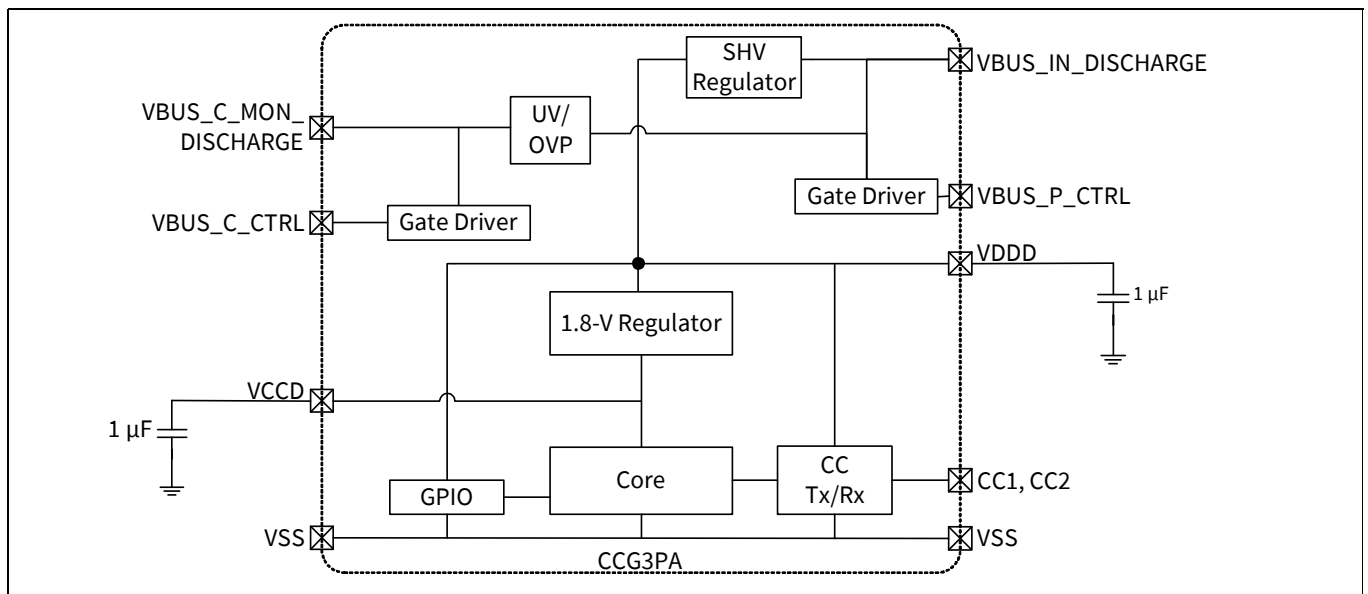 SHV
Regulator
VBUS_IN_DISCHARGE
VBUS_C_MON_
DISCHARGE
UV/
OVP
Gate Driver
VBUS_P_CTRL
VBUS_C_CTRL
Gate Driver
VDDD
1 µF
1.8-V Regulator
VCCD
1 µF
Core
CC
Tx/Rx
CC1, CC2
GPIO
VSS
VSS
CCG3PA